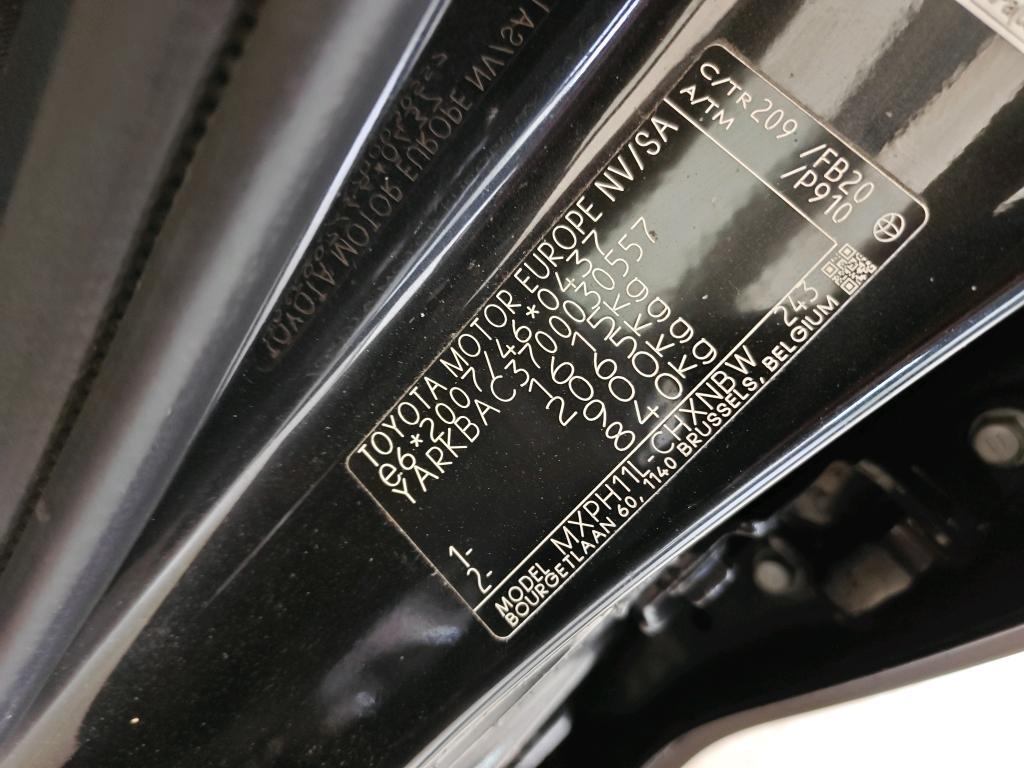 TOYOTA MOTOR EUROPE NV/SA
e6*2007/46*0437
YARKBAC3700030557
1615kg
2065kg
1- 900kg
2- 840kg
MODEL MXPH11L-CHXNBW 243
BOURGETLAAN 60, 1140 BRUSSELS, BELGIUM
C/TR 209 /FB20
A/TM /P910